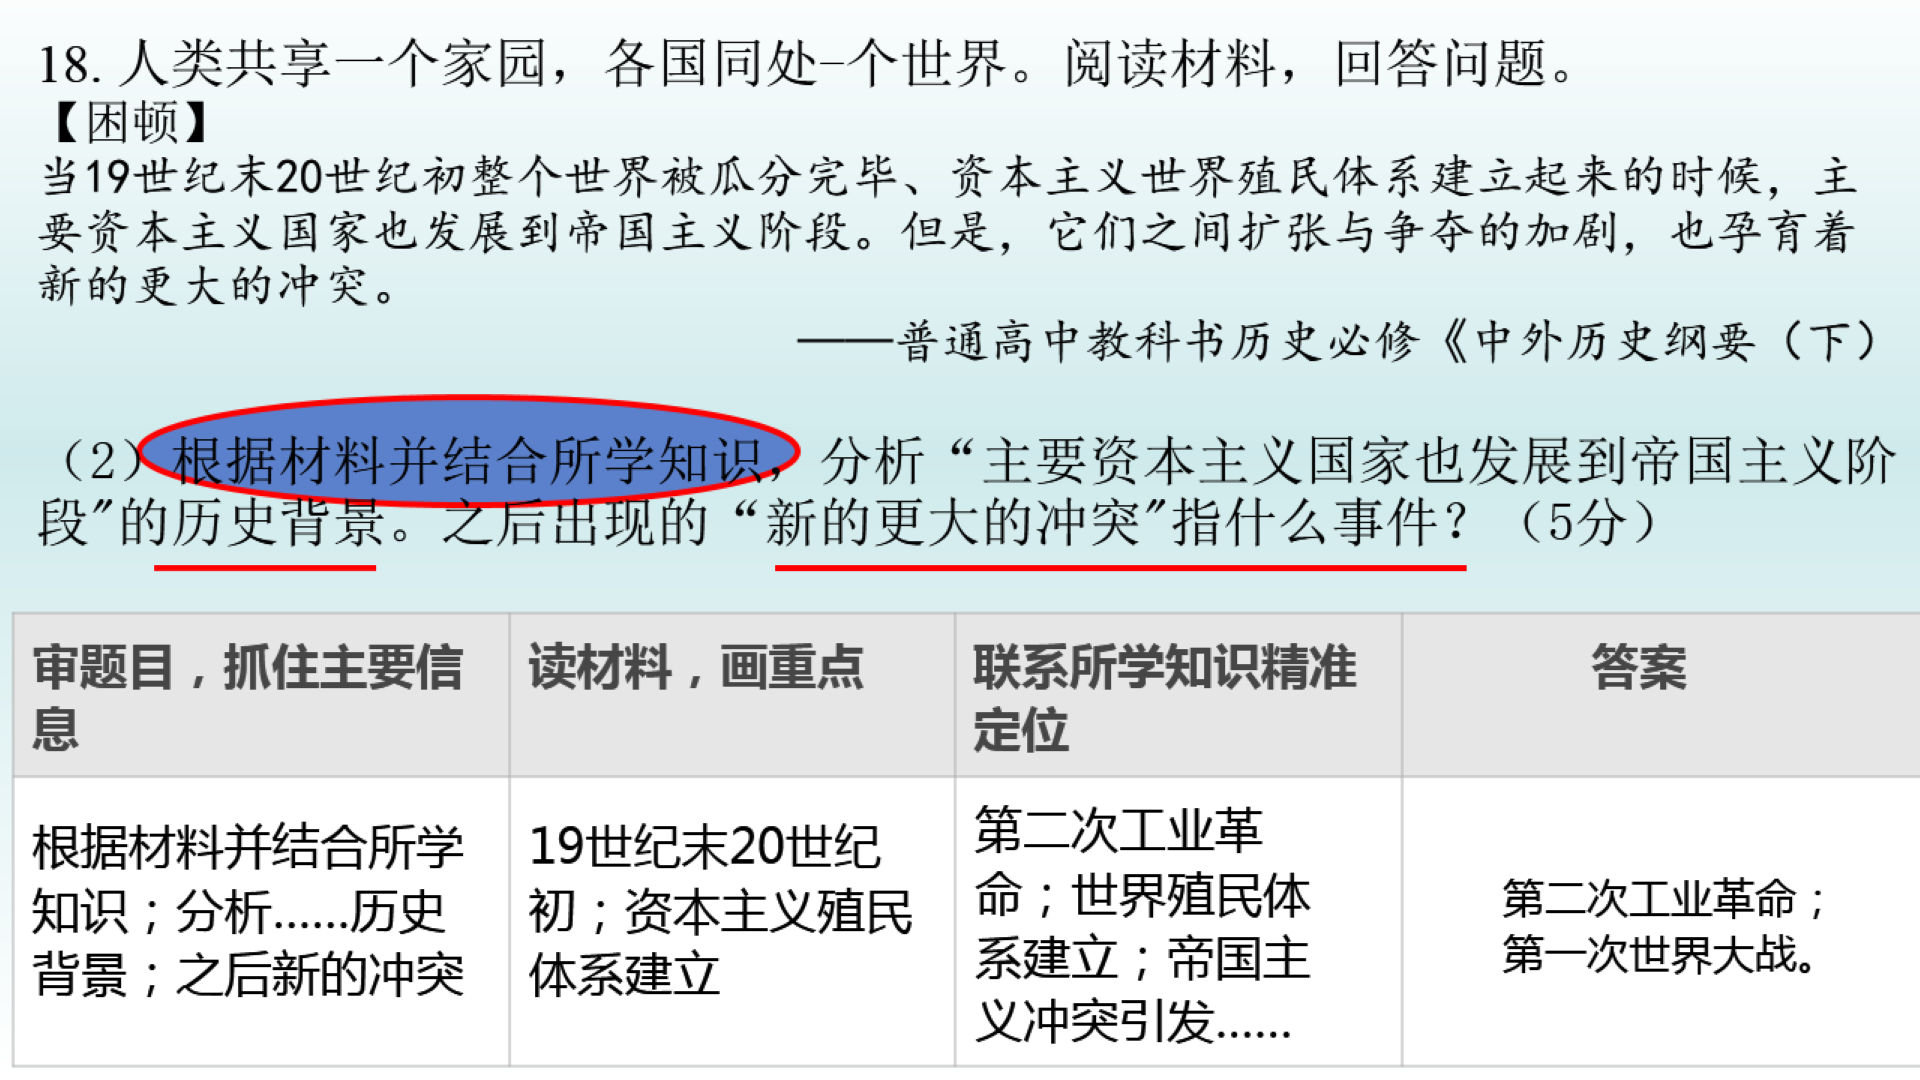 18. 人类共享一个家园，各国同处-个世界。阅读材料，回答问题。
【困顿】
当19世纪末20世纪初整个世界被瓜分完毕、资本主义世界殖民体系建立起来的时候，主
要资本主义国家也发展到帝国主义阶段。但是，它们之间扩张与争夺的加剧，也孕育着
新的更大的冲突。
——普通高中教科书历史必修《中外历史纲要（下）
（2）根据材料并结合所学知识，分析“主要资本主义国家也发展到帝国主义阶
段"的历史背景。之后出现的“新的更大的冲突"指什么事件？（5分）
审题目，抓住主要信
息
读材料，画重点
联系所学知识精准
定位
答案
根据材料并结合所学
知识；分析……历史
背景；之后新的冲突
19世纪末20世纪
初；资本主义殖民
体系建立
第二次工业革
命；世界殖民体
系建立；帝国主
义冲突引发……
第二次工业革命；
第一次世界大战。